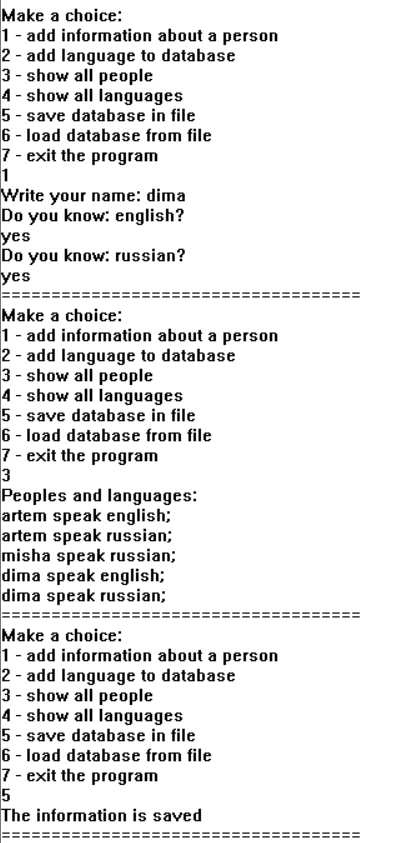 Make a choice:
1 - add information about a person
2 - add language to database
3 - show all people
4 - show all languages
5 - save database in file
6 - load database from file
7 - exit the program
1
Write your name: dima
Do you know: english?
yes
Do you know: russian?
yes
====================================
Make a choice:
1 - add information about a person
2 - add language to database
3 - show all people
4 - show all languages
5 - save database in file
6 - load database from file
7 - exit the program
3
Peoples and languages:
artem speak english;
artem speak russian;
misha speak russian;
dima speak english;
dima speak russian;
====================================
Make a choice:
1 - add information about a person
2 - add language to database
3 - show all people
4 - show all languages
5 - save database in file
6 - load database from file
7 - exit the program
5
The information is saved
====================================